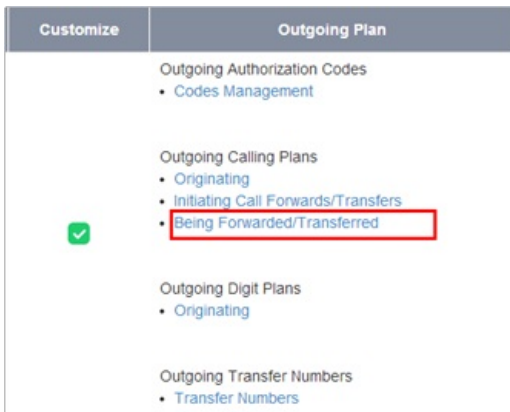 Customize
Outgoing Plan
Outgoing Authorization Codes
• Codes Management
Outgoing Calling Plans
• Originating
• Initiating Call Forwards/Transfers
• Being Forwarded/Transferred
Outgoing Digit Plans
• Originating
Outgoing Transfer Numbers
• Transfer Numbers